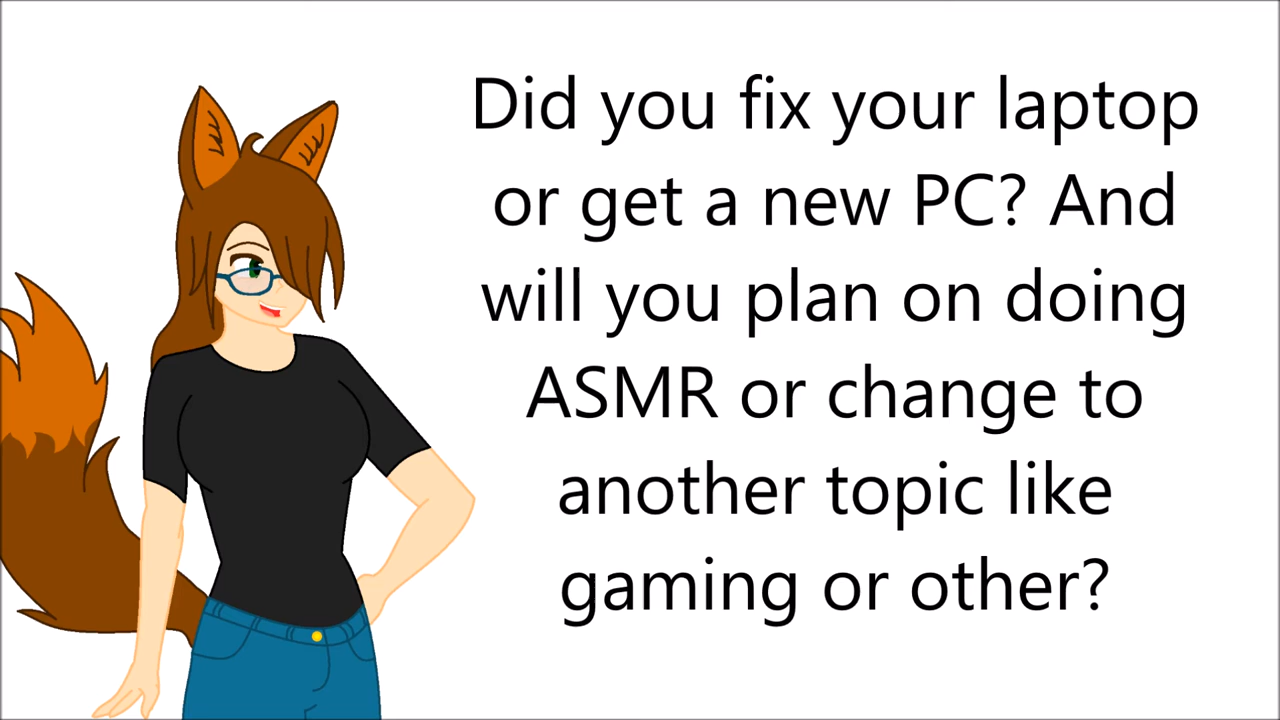 Did you fix your laptop
or get a new PC? And
will you plan on doing
ASMR or change to
another topic like
gaming or other?